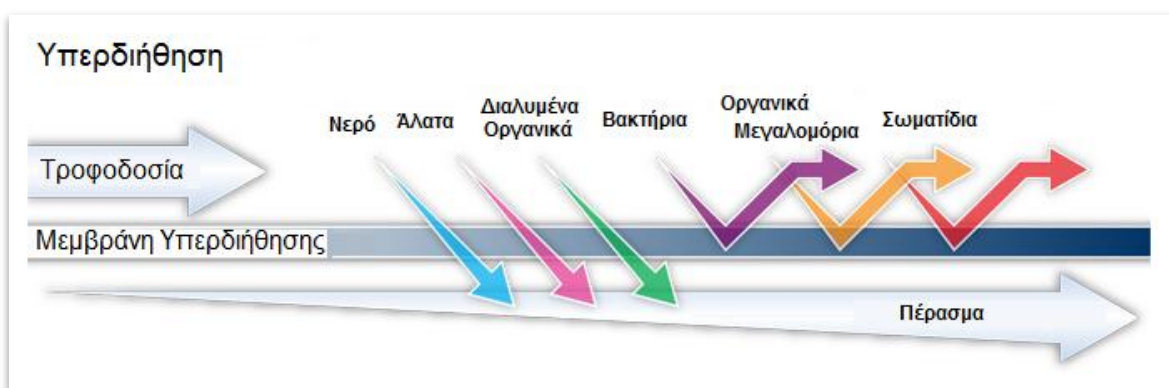 Υπερδιήθηση
Τροφοδοσία
Νερό
Άλατα
Διαλυμένα
Οργανικά
Βακτήρια
Οργανικά
Μεγαλομόρια
Σωματίδια
Μεμβράνη Υπερδιήθησης
Πέρασμα